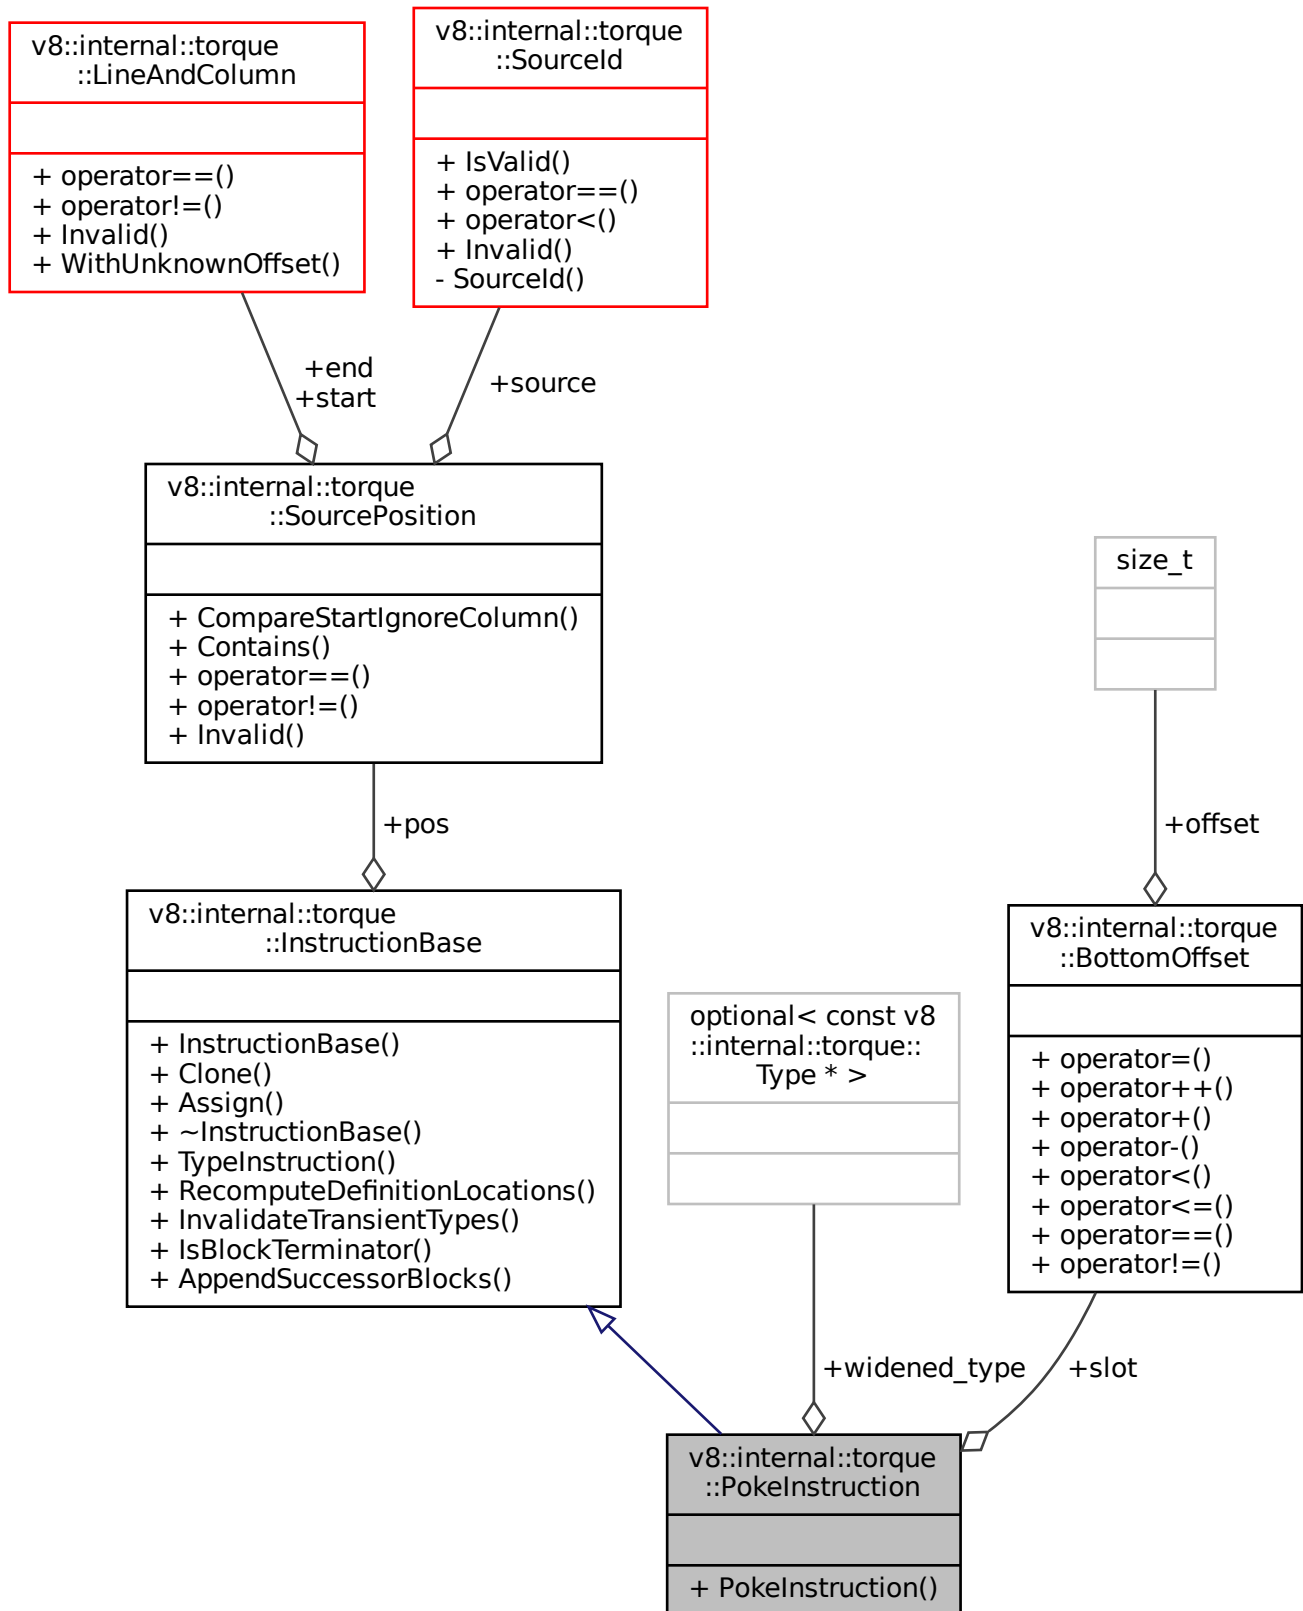 v8::internal::torque
::LineAndColumn
+ operator==()
+ operator!=()
+ Invalid()
+ WithUnknownOffset()
v8::internal::torque
::SourceId
+ IsValid()
+ operator==()
+ operator<()
+ Invalid()
- SourceId()
+end
+start
+source
v8::internal::torque
::SourcePosition
+ CompareStartIgnoreColumn()
+ Contains()
+ operator==()
+ operator!=()
+ Invalid()
size_t
+pos
+offset
v8::internal::torque
::InstructionBase
+ InstructionBase()
+ Clone()
+ Assign()
+ ~InstructionBase()
+ TypeInstruction()
+ RecomputeDefinitionLocations()
+ InvalidateTransientTypes()
+ IsBlockTerminator()
+ AppendSuccessorBlocks()
optional< const v8
::internal::torque::
Type * >
v8::internal::torque
::BottomOffset
+ operator=()
+ operator++()
+ operator+()
+ operator-()
+ operator<()
+ operator<=()
+ operator==()
+ operator!=()
+widened_type
+slot
v8::internal::torque
::PokeInstruction
+ PokeInstruction()